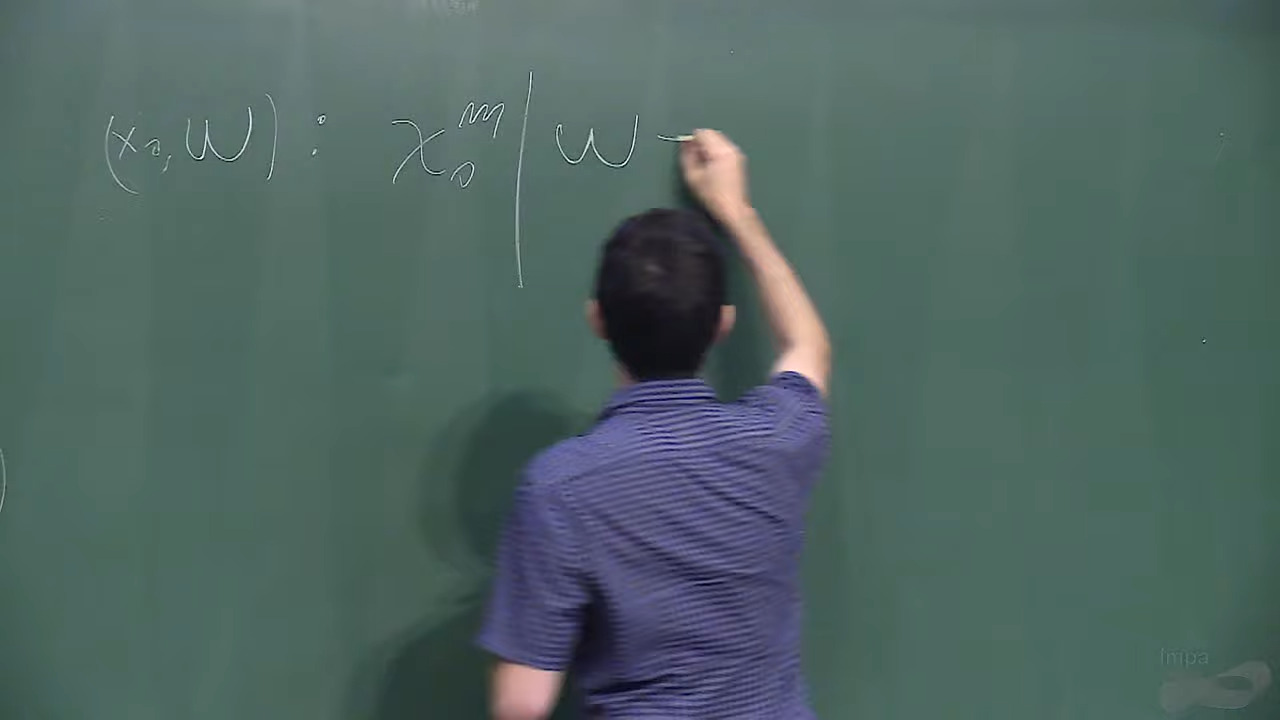 (x₀, W) : x₀ᵐ | W -
Impa